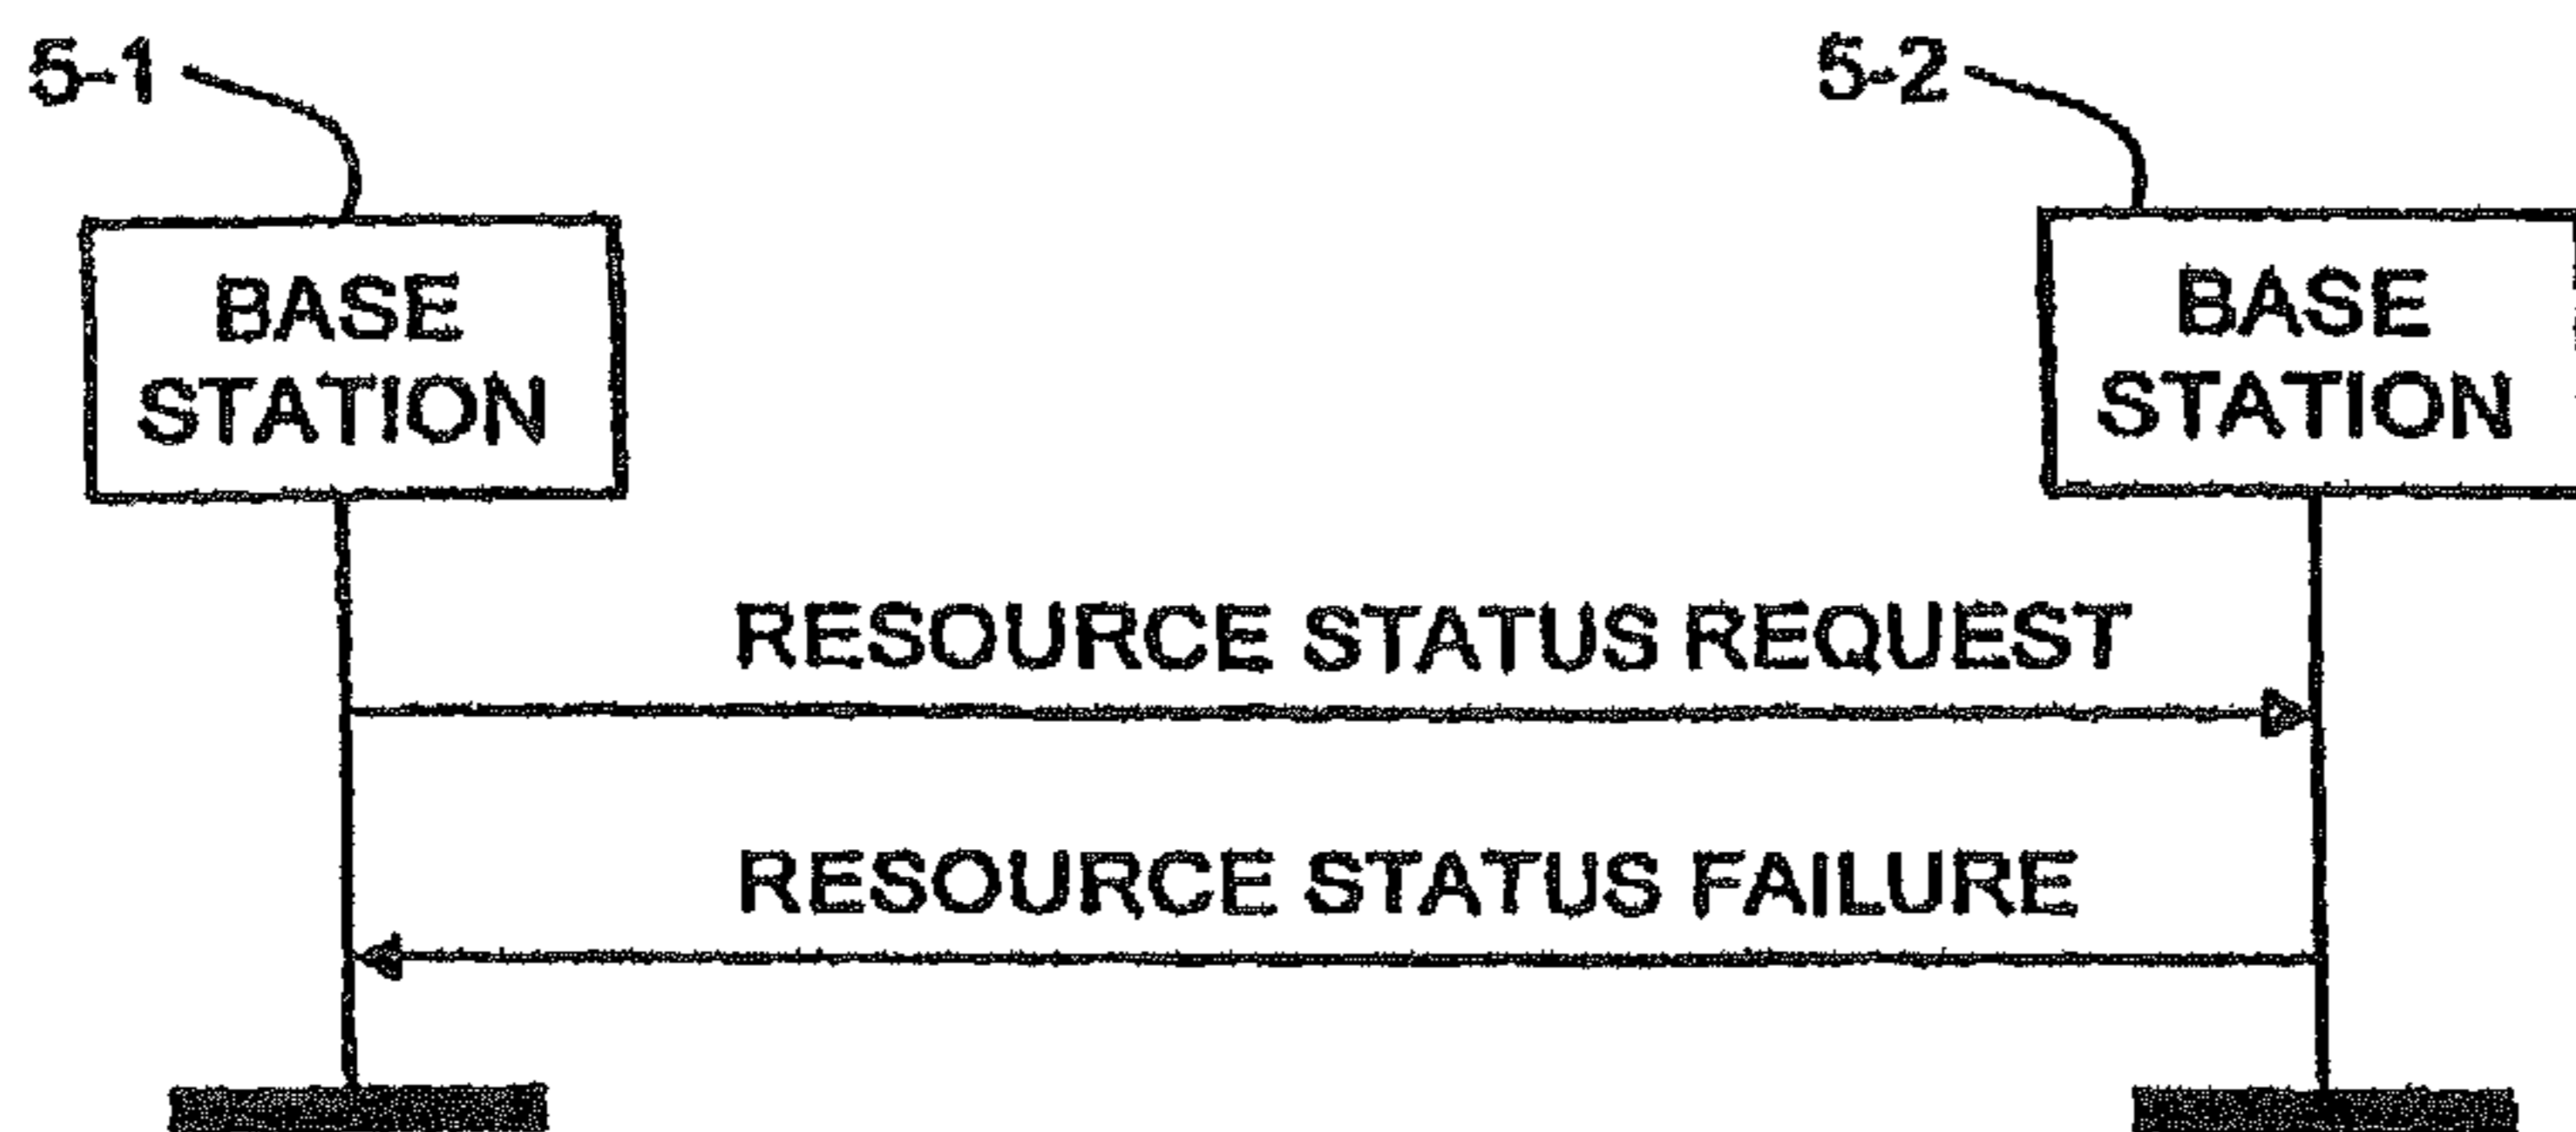 5-1
5-2
BASE
STATION
BASE
STATION
RESOURCE STATUS REQUEST
RESOURCE STATUS FAILURE